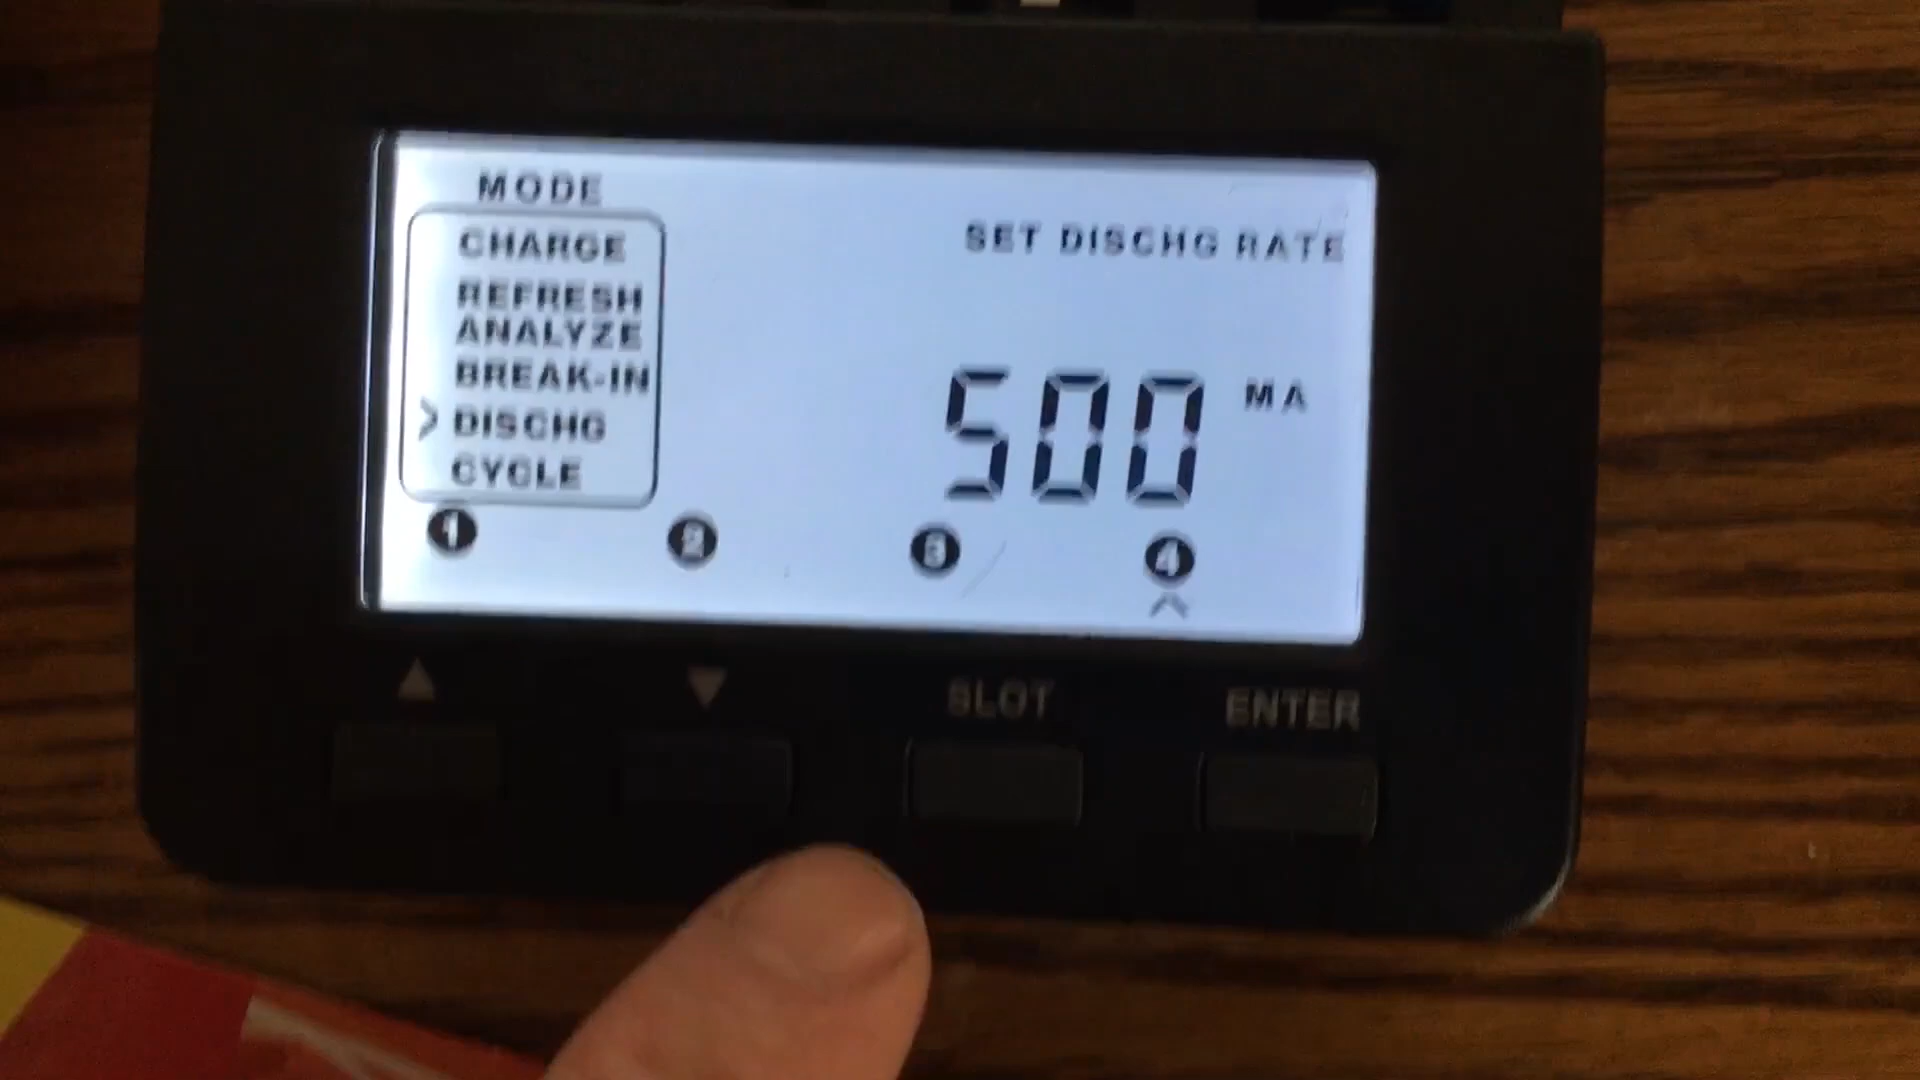 MODE
SET DISCHG RATE
CHARGE
REFRESH
ANALYZE
BREAK-IN
> DISCHG
CYCLE
500 MA
1 2 3 4
^
▲ ▼ SLOT ENTER